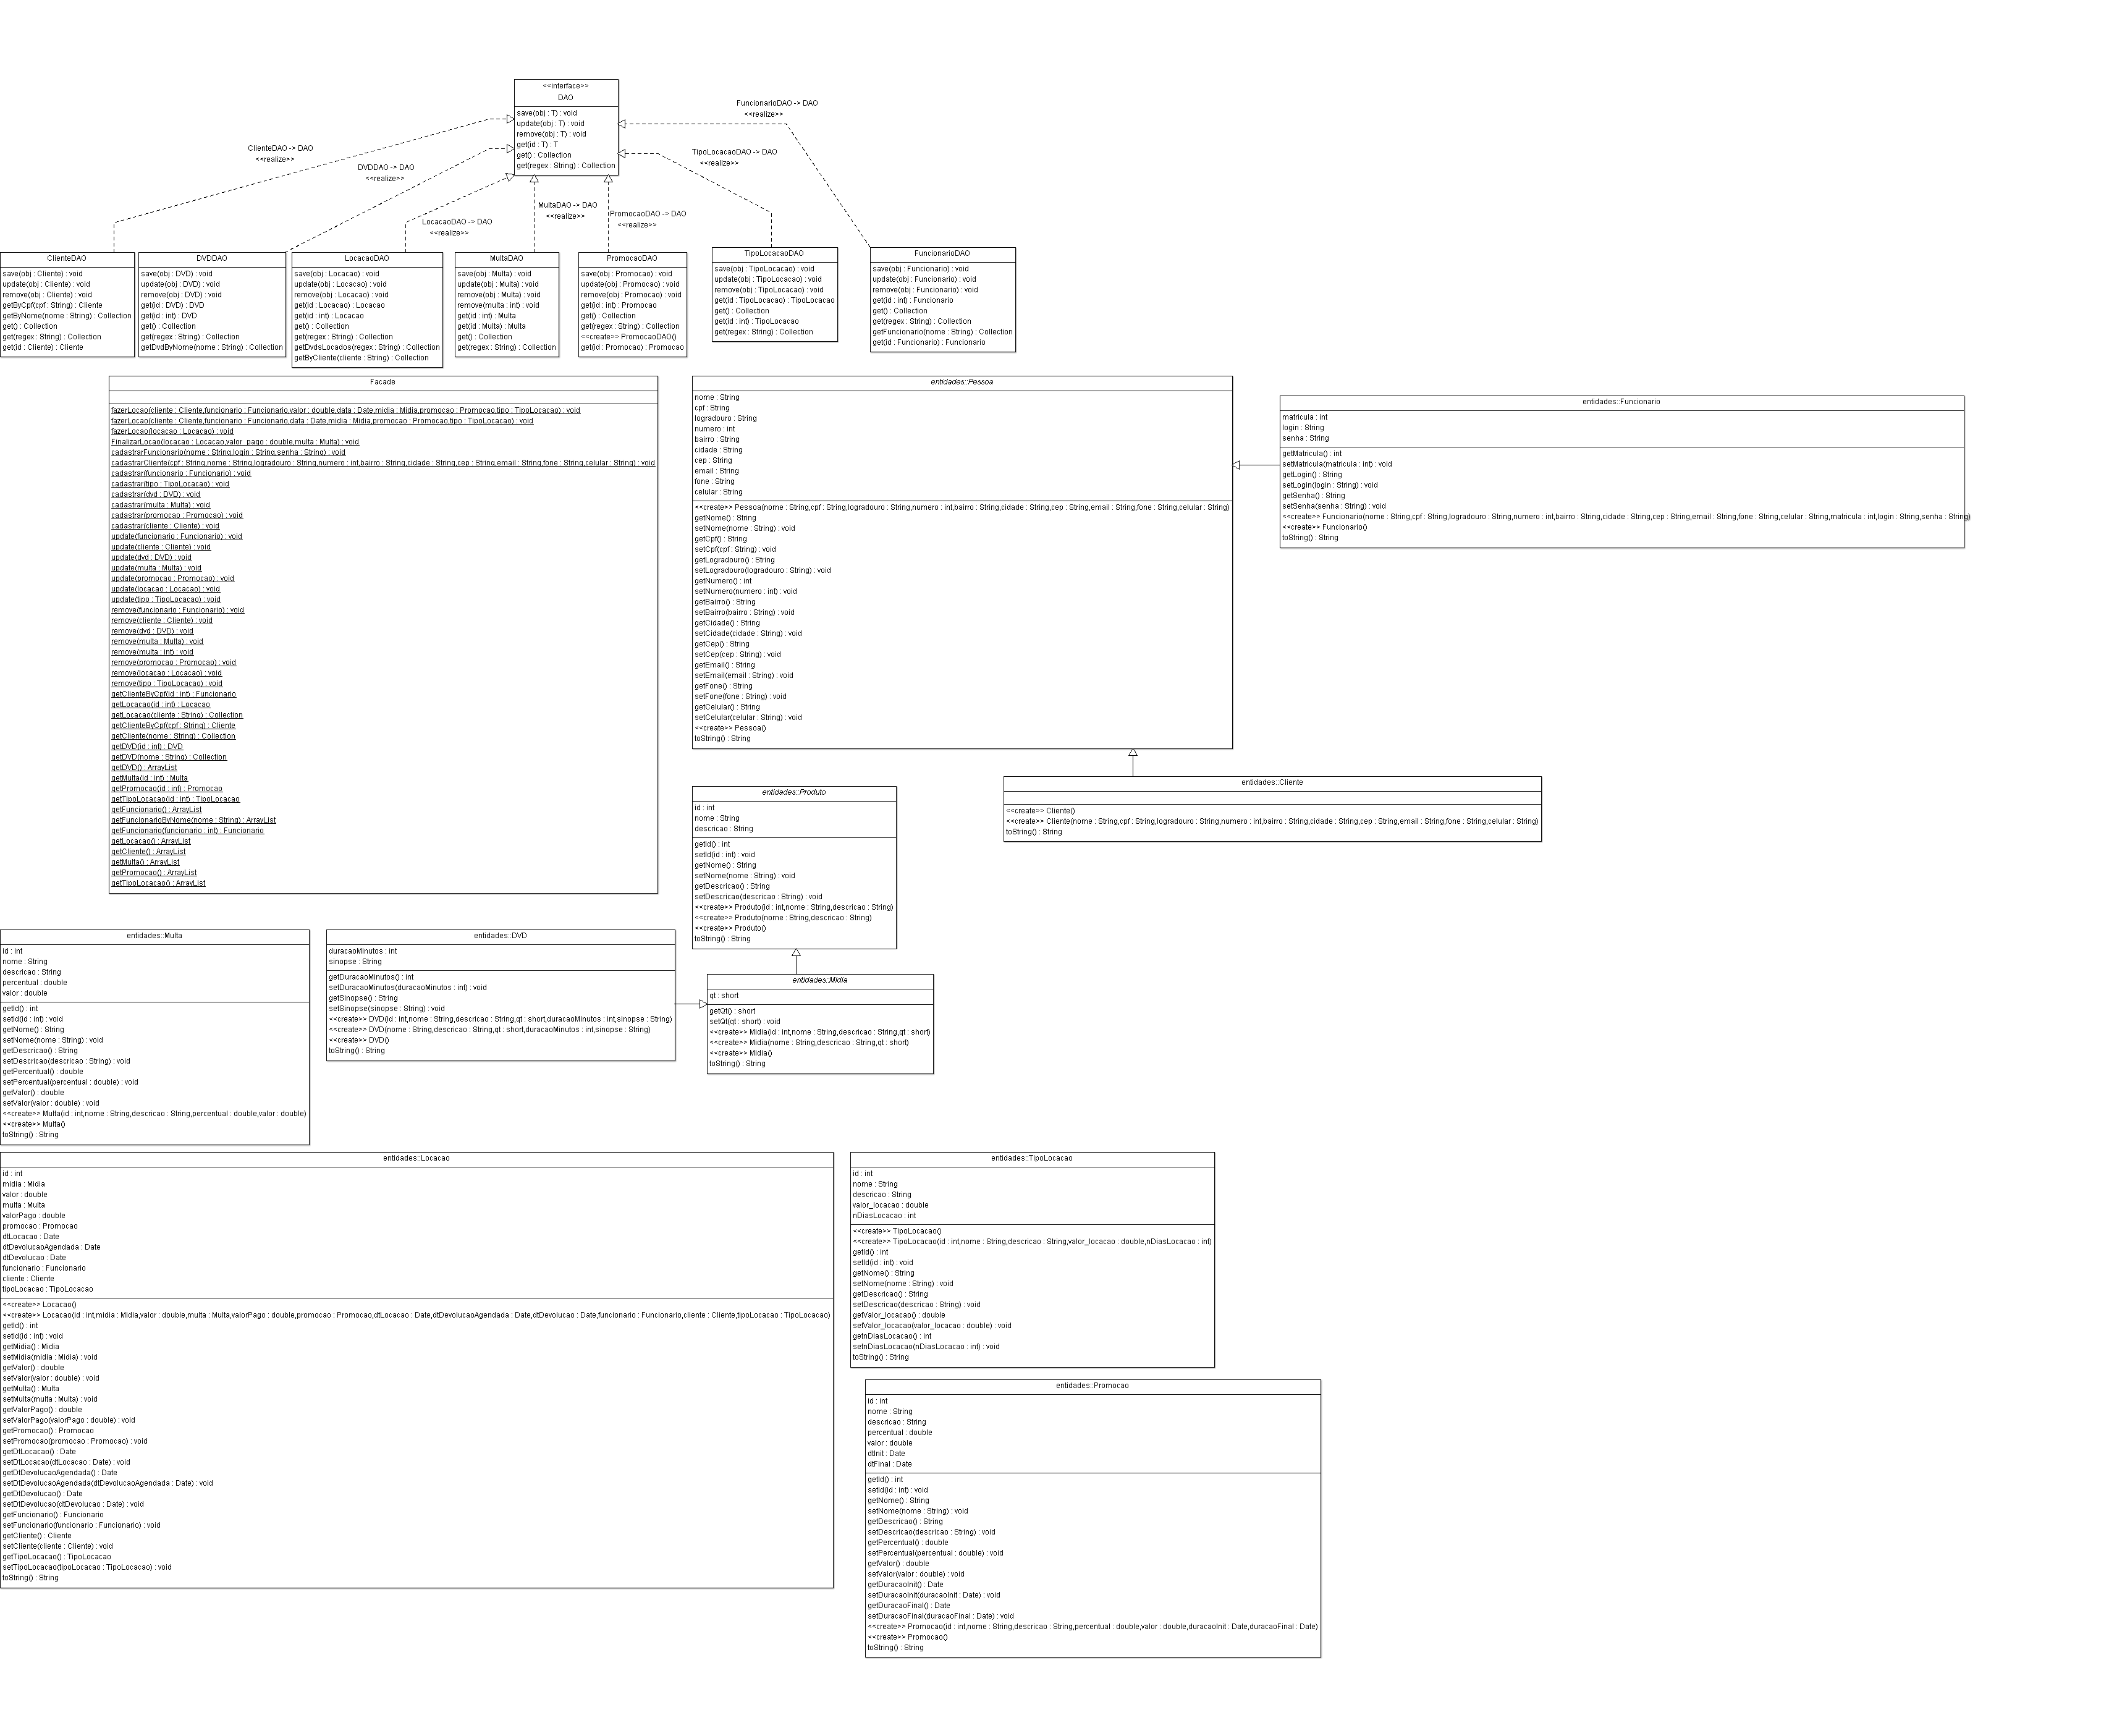 <<interface>>
DAO
save(obj : T) : void
update(obj : T) : void
remove(obj : T) : void
get(id : T) : T
get() : Collection
get(regex : String) : Collection
FuncionarioDAO -> DAO
<<realize>>
ClienteDAO -> DAO
<<realize>>
TipoLocacaoDAO -> DAO
<<realize>>
DVDDAO -> DAO
<<realize>>
MultaDAO -> DAO
<<realize>>
PromocaoDAO -> DAO
<<realize>>
LocacaoDAO -> DAO
<<realize>>
ClienteDAO
save(obj : Cliente) : void
update(obj : Cliente) : void
remove(obj : Cliente) : void
getByCpf(cpf : String) : Cliente
getByNome(nome : String) : Collection
get() : Collection
get(regex : String) : Collection
get(id : Cliente) : Cliente
DVDDAO
save(obj : DVD) : void
update(obj : DVD) : void
remove(obj : DVD) : void
get(id : DVD) : DVD
get(id : int) : DVD
get() : Collection
get(regex : String) : Collection
getDvdByNome(nome : String) : Collection
LocacaoDAO
save(obj : Locacao) : void
update(obj : Locacao) : void
remove(obj : Locacao) : void
get(id : Locacao) : Locacao
get(id : int) : Locacao
get() : Collection
get(regex : String) : Collection
getDvdsLocados(regex : String) : Collection
getByCliente(cliente : String) : Collection
MultaDAO
save(obj : Multa) : void
update(obj : Multa) : void
remove(obj : Multa) : void
remove(multa : int) : void
get(id : int) : Multa
get(id : Multa) : Multa
get() : Collection
get(regex : String) : Collection
PromocaoDAO
save(obj : Promocao) : void
update(obj : Promocao) : void
remove(obj : Promocao) : void
get(id : int) : Promocao
get() : Collection
get(regex : String) : Collection
<<create>> PromocaoDAO()
get(id : Promocao) : Promocao
TipoLocacaoDAO
save(obj : TipoLocacao) : void
update(obj : TipoLocacao) : void
remove(obj : TipoLocacao) : void
get(id : TipoLocacao) : TipoLocacao
get() : Collection
get(id : int) : TipoLocacao
get(regex : String) : Collection
FuncionarioDAO
save(obj : Funcionario) : void
update(obj : Funcionario) : void
remove(obj : Funcionario) : void
get(id : int) : Funcionario
get() : Collection
get(regex : String) : Collection
getFuncionario(nome : String) : Collection
get(id : Funcionario) : Funcionario
Facade
fazerLocao(cliente : Cliente,funcionario : Funcionario,valor : double,data : Date,midia : Midia,promocao : Promocao,tipo : TipoLocacao) : void
fazerLocao(cliente : Cliente,funcionario : Funcionario,data : Date,midia : Midia,promocao : Promocao,tipo : TipoLocacao) : void
fazerLocao(locacao : Locacao) : void
FinalizarLocao(locacao : Locacao,valor_pago : double,multa : Multa) : void
cadastrarFuncionario(nome : String,login : String,senha : String) : void
cadastrarCliente(cpf : String,nome : String,logradouro : String,numero : int,bairro : String,cidade : String,cep : String,email : String,fone : String,celular : String) : void
cadastrar(funcionario : Funcionario) : void
cadastrar(tipo : TipoLocacao) : void
cadastrar(dvd : DVD) : void
cadastrar(multa : Multa) : void
cadastrar(promocao : Promocao) : void
cadastrar(cliente : Cliente) : void
update(funcionario : Funcionario) : void
update(cliente : Cliente) : void
update(dvd : DVD) : void
update(multa : Multa) : void
update(promocao : Promocao) : void
update(locacao : Locacao) : void
update(tipo : TipoLocacao) : void
remove(funcionario : Funcionario) : void
remove(cliente : Cliente) : void
remove(dvd : DVD) : void
remove(multa : Multa) : void
remove(multa : int) : void
remove(promocao : Promocao) : void
remove(locacao : Locacao) : void
remove(tipo : TipoLocacao) : void
getClienteByCpf(id : int) : Funcionario
getLocacao(id : int) : Locacao
getLocacao(cliente : String) : Collection
getClienteByCpf(cpf : String) : Cliente
getCliente(nome : String) : Collection
getDVD(id : int) : DVD
getDVD(nome : String) : Collection
getDVD() : ArrayList
getMulta(id : int) : Multa
getPromocao(id : int) : Promocao
getTipoLocacao(id : int) : TipoLocacao
getFuncionario() : ArrayList
getFuncionarioByNome(nome : String) : ArrayList
getFuncionario(funcionario : int) : Funcionario
getLocacao() : ArrayList
getCliente() : ArrayList
getMulta() : ArrayList
getPromocao() : ArrayList
getTipoLocacao() : ArrayList
entidades::Pessoa
nome : String
cpf : String
logradouro : String
numero : int
bairro : String
cidade : String
cep : String
email : String
fone : String
celular : String
<<create>> Pessoa(nome : String,cpf : String,logradouro : String,numero : int,bairro : String,cidade : String,cep : String,email : String,fone : String,celular : String)
getNome() : String
setNome(nome : String) : void
getCpf() : String
setCpf(cpf : String) : void
getLogradouro() : String
setLogradouro(logradouro : String) : void
getNumero() : int
setNumero(numero : int) : void
getBairro() : String
setBairro(bairro : String) : void
getCidade() : String
setCidade(cidade : String) : void
getCep() : String
setCep(cep : String) : void
getEmail() : String
setEmail(email : String) : void
getFone() : String
setFone(fone : String) : void
getCelular() : String
setCelular(celular : String) : void
<<create>> Pessoa()
toString() : String
entidades::Funcionario
matricula : int
login : String
senha : String
getMatricula() : int
setMatricula(matricula : int) : void
getLogin() : String
setLogin(login : String) : void
getSenha() : String
setSenha(senha : String) : void
<<create>> Funcionario(nome : String,cpf : String,logradouro : String,numero : int,bairro : String,cidade : String,cep : String,email : String,fone : String,celular : String,matricula : int,login : String,senha : String)
<<create>> Funcionario()
toString() : String
entidades::Cliente
<<create>> Cliente()
<<create>> Cliente(nome : String,cpf : String,logradouro : String,numero : int,bairro : String,cidade : String,cep : String,email : String,fone : String,celular : String)
toString() : String
entidades::Produto
id : int
nome : String
descricao : String
getId() : int
setId(id : int) : void
getNome() : String
setNome(nome : String) : void
getDescricao() : String
setDescricao(descricao : String) : void
<<create>> Produto(id : int,nome : String,descricao : String)
<<create>> Produto(nome : String,descricao : String)
<<create>> Produto()
toString() : String
entidades::Multa
id : int
nome : String
descricao : String
percentual : double
valor : double
getId() : int
setId(id : int) : void
getNome() : String
setNome(nome : String) : void
getDescricao() : String
setDescricao(descricao : String) : void
getPercentual() : double
setPercentual(percentual : double) : void
getValor() : double
setValor(valor : double) : void
<<create>> Multa(id : int,nome : String,descricao : String,percentual : double,valor : double)
<<create>> Multa()
toString() : String
entidades::DVD
duracaoMinutos : int
sinopse : String
getDuracaoMinutos() : int
setDuracaoMinutos(duracaoMinutos : int) : void
getSinopse() : String
setSinopse(sinopse : String) : void
<<create>> DVD(id : int,nome : String,descricao : String,qt : short,duracaoMinutos : int,sinopse : String)
<<create>> DVD(nome : String,descricao : String,qt : short,duracaoMinutos : int,sinopse : String)
<<create>> DVD()
toString() : String
entidades::Midia
qt : short
getQt() : short
setQt(qt : short) : void
<<create>> Midia(id : int,nome : String,descricao : String,qt : short)
<<create>> Midia(nome : String,descricao : String,qt : short)
<<create>> Midia()
toString() : String
entidades::Locacao
id : int
midia : Midia
valor : double
multa : Multa
valorPago : double
promocao : Promocao
dtLocacao : Date
dtDevolucaoAgendada : Date
dtDevolucao : Date
funcionario : Funcionario
cliente : Cliente
tipoLocacao : TipoLocacao
<<create>> Locacao()
<<create>> Locacao(id : int,midia : Midia,valor : double,multa : Multa,valorPago : double,promocao : Promocao,dtLocacao : Date,dtDevolucaoAgendada : Date,dtDevolucao : Date,funcionario : Funcionario,cliente : Cliente,tipoLocacao : TipoLocacao)
getId() : int
setId(id : int) : void
getMidia() : Midia
setMidia(midia : Midia) : void
getValor() : double
setValor(valor : double) : void
getMulta() : Multa
setMulta(multa : Multa) : void
getValorPago() : double
setValorPago(valorPago : double) : void
getPromocao() : Promocao
setPromocao(promocao : Promocao) : void
getDtLocacao() : Date
setDtLocacao(dtLocacao : Date) : void
getDtDevolucaoAgendada() : Date
setDtDevolucaoAgendada(dtDevolucaoAgendada : Date) : void
getDtDevolucao() : Date
setDtDevolucao(dtDevolucao : Date) : void
getFuncionario() : Funcionario
setFuncionario(funcionario : Funcionario) : void
getCliente() : Cliente
setCliente(cliente : Cliente) : void
getTipoLocacao() : TipoLocacao
setTipoLocacao(tipoLocacao : TipoLocacao) : void
toString() : String
entidades::TipoLocacao
id : int
nome : String
descricao : String
valor_locacao : double
nDiasLocacao : int
<<create>> TipoLocacao()
<<create>> TipoLocacao(id : int,nome : String,descricao : String,valor_locacao : double,nDiasLocacao : int)
getId() : int
setId(id : int) : void
getNome() : String
setNome(nome : String) : void
getDescricao() : String
setDescricao(descricao : String) : void
getValor_locacao() : double
setValor_locacao(valor_locacao : double) : void
getnDiasLocacao() : int
setnDiasLocacao(nDiasLocacao : int) : void
toString() : String
entidades::Promocao
id : int
nome : String
descricao : String
percentual : double
valor : double
dtInit : Date
dtFinal : Date
getId() : int
setId(id : int) : void
getNome() : String
setNome(nome : String) : void
getDescricao() : String
setDescricao(descricao : String) : void
getPercentual() : double
setPercentual(percentual : double) : void
getValor() : double
setValor(valor : double) : void
getDuracaoInit() : Date
setDuracaoInit(duracaoInit : Date) : void
getDuracaoFinal() : Date
setDuracaoFinal(duracaoFinal : Date) : void
<<create>> Promocao(id : int,nome : String,descricao : String,percentual : double,valor : double,duracaoInit : Date,duracaoFinal : Date)
<<create>> Promocao()
toString() : String